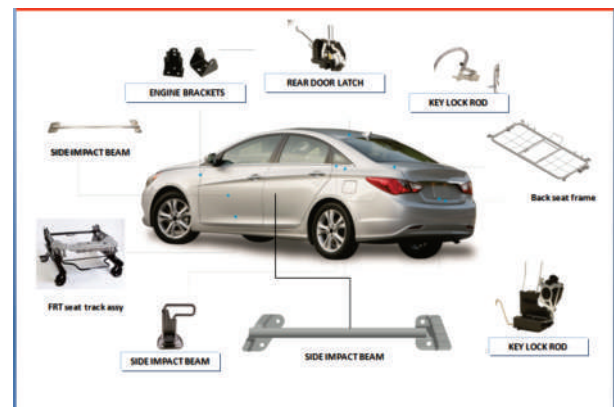 ENGINE BRACKETS
REAR DOOR LATCH
KEY LOCK ROD
SIDE IMPACT BEAM
Back seat frame
FRT seat track assy
SIDE IMPACT BEAM
SIDE IMPACT BEAM
KEY LOCK ROD